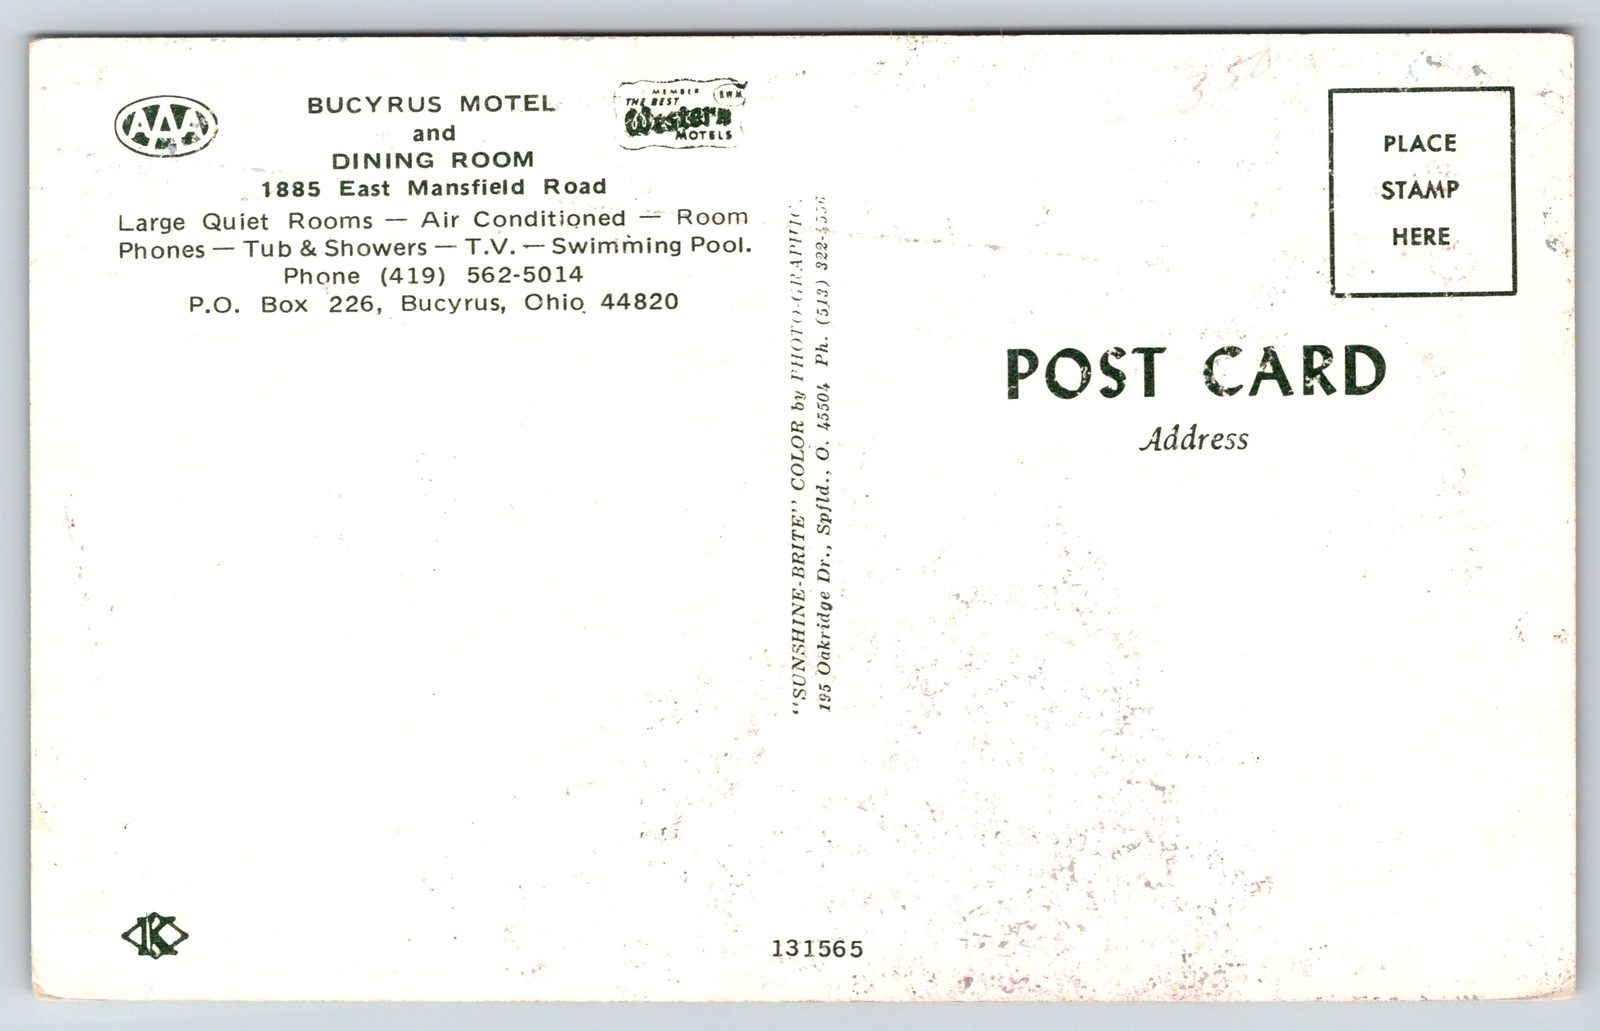 AAA
BUCYRUS MOTEL
and
DINING ROOM
1885 East Mansfield Road
Large Quiet Rooms — Air Conditioned — Room
Phones — Tub & Showers — T.V. — Swimming Pool.
Phone (419) 562-5014
P.O. Box 226, Bucyrus, Ohio 44820
MEMBER
THE BEST
BWM
Western
MOTELS
"SUNSHINE-BRITE" COLOR by PHOTO-GRAPHIC,
195 Oakridge Dr., Spfld., O. 45504 Ph. (513)
350
PLACE
STAMP
HERE
POST CARD
Address
K
131565